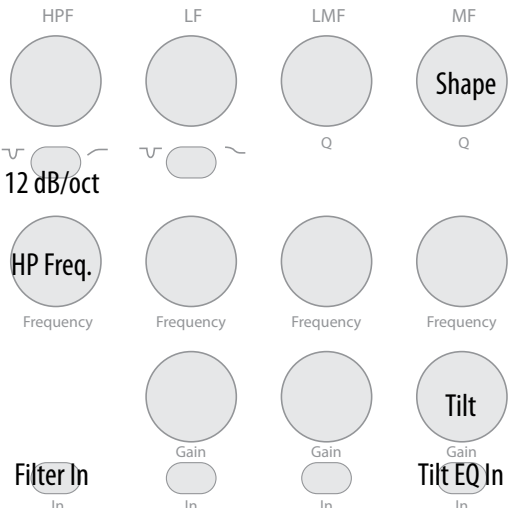 HPF LF LMF MF
Shape
Q Q
12 dB/oct
HP Freq.
Frequency Frequency Frequency Frequency
Tilt
Gain Gain Gain
Filter In Tilt EQ In
In In In In